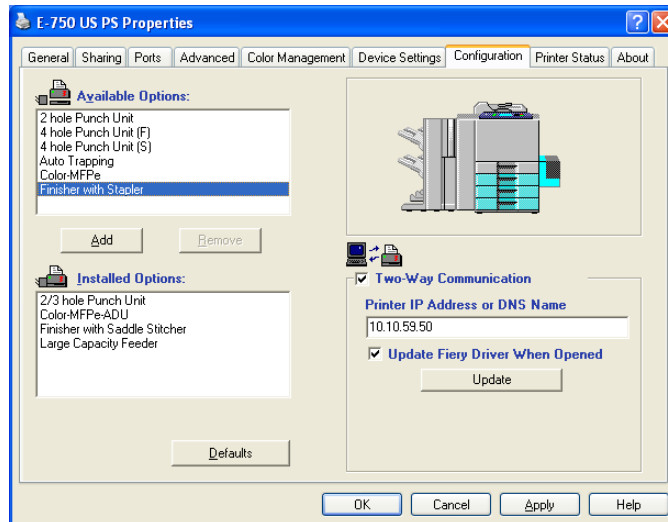 E-750 US PS Properties
General Sharing Ports Advanced Color Management Device Settings Configuration Printer Status About
Available Options:
2 hole Punch Unit
4 hole Punch Unit (F)
4 hole Punch Unit (S)
Auto Trapping
Color-MFPe
Finisher with Stapler
Add Remove
Installed Options:
2/3 hole Punch Unit
Color-MFPe-ADU
Finisher with Saddle Stitcher
Large Capacity Feeder
Defaults
Two-Way Communication
Printer IP Address or DNS Name
10.10.59.50
Update Fiery Driver When Opened
Update
OK Cancel Apply Help